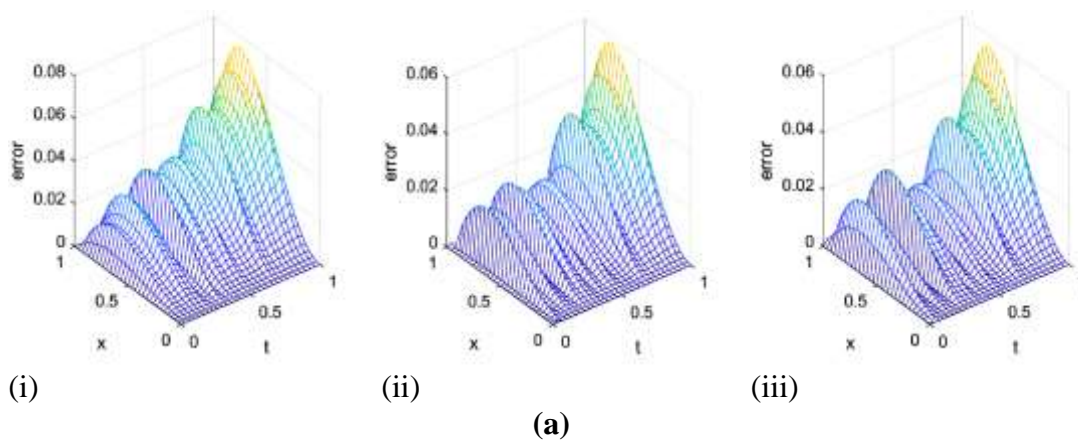 0.08 0.06 0.06
0.06 0.04 0.04
0.04 0.02 0.02
0.02
0 0 0
error error error
1 1 1
0.5 0.5 0.5
0 0 0 0 0 0
0.5 0.5 0.5
1 1 1
x t x t x t
(i) (ii) (iii)
(a)